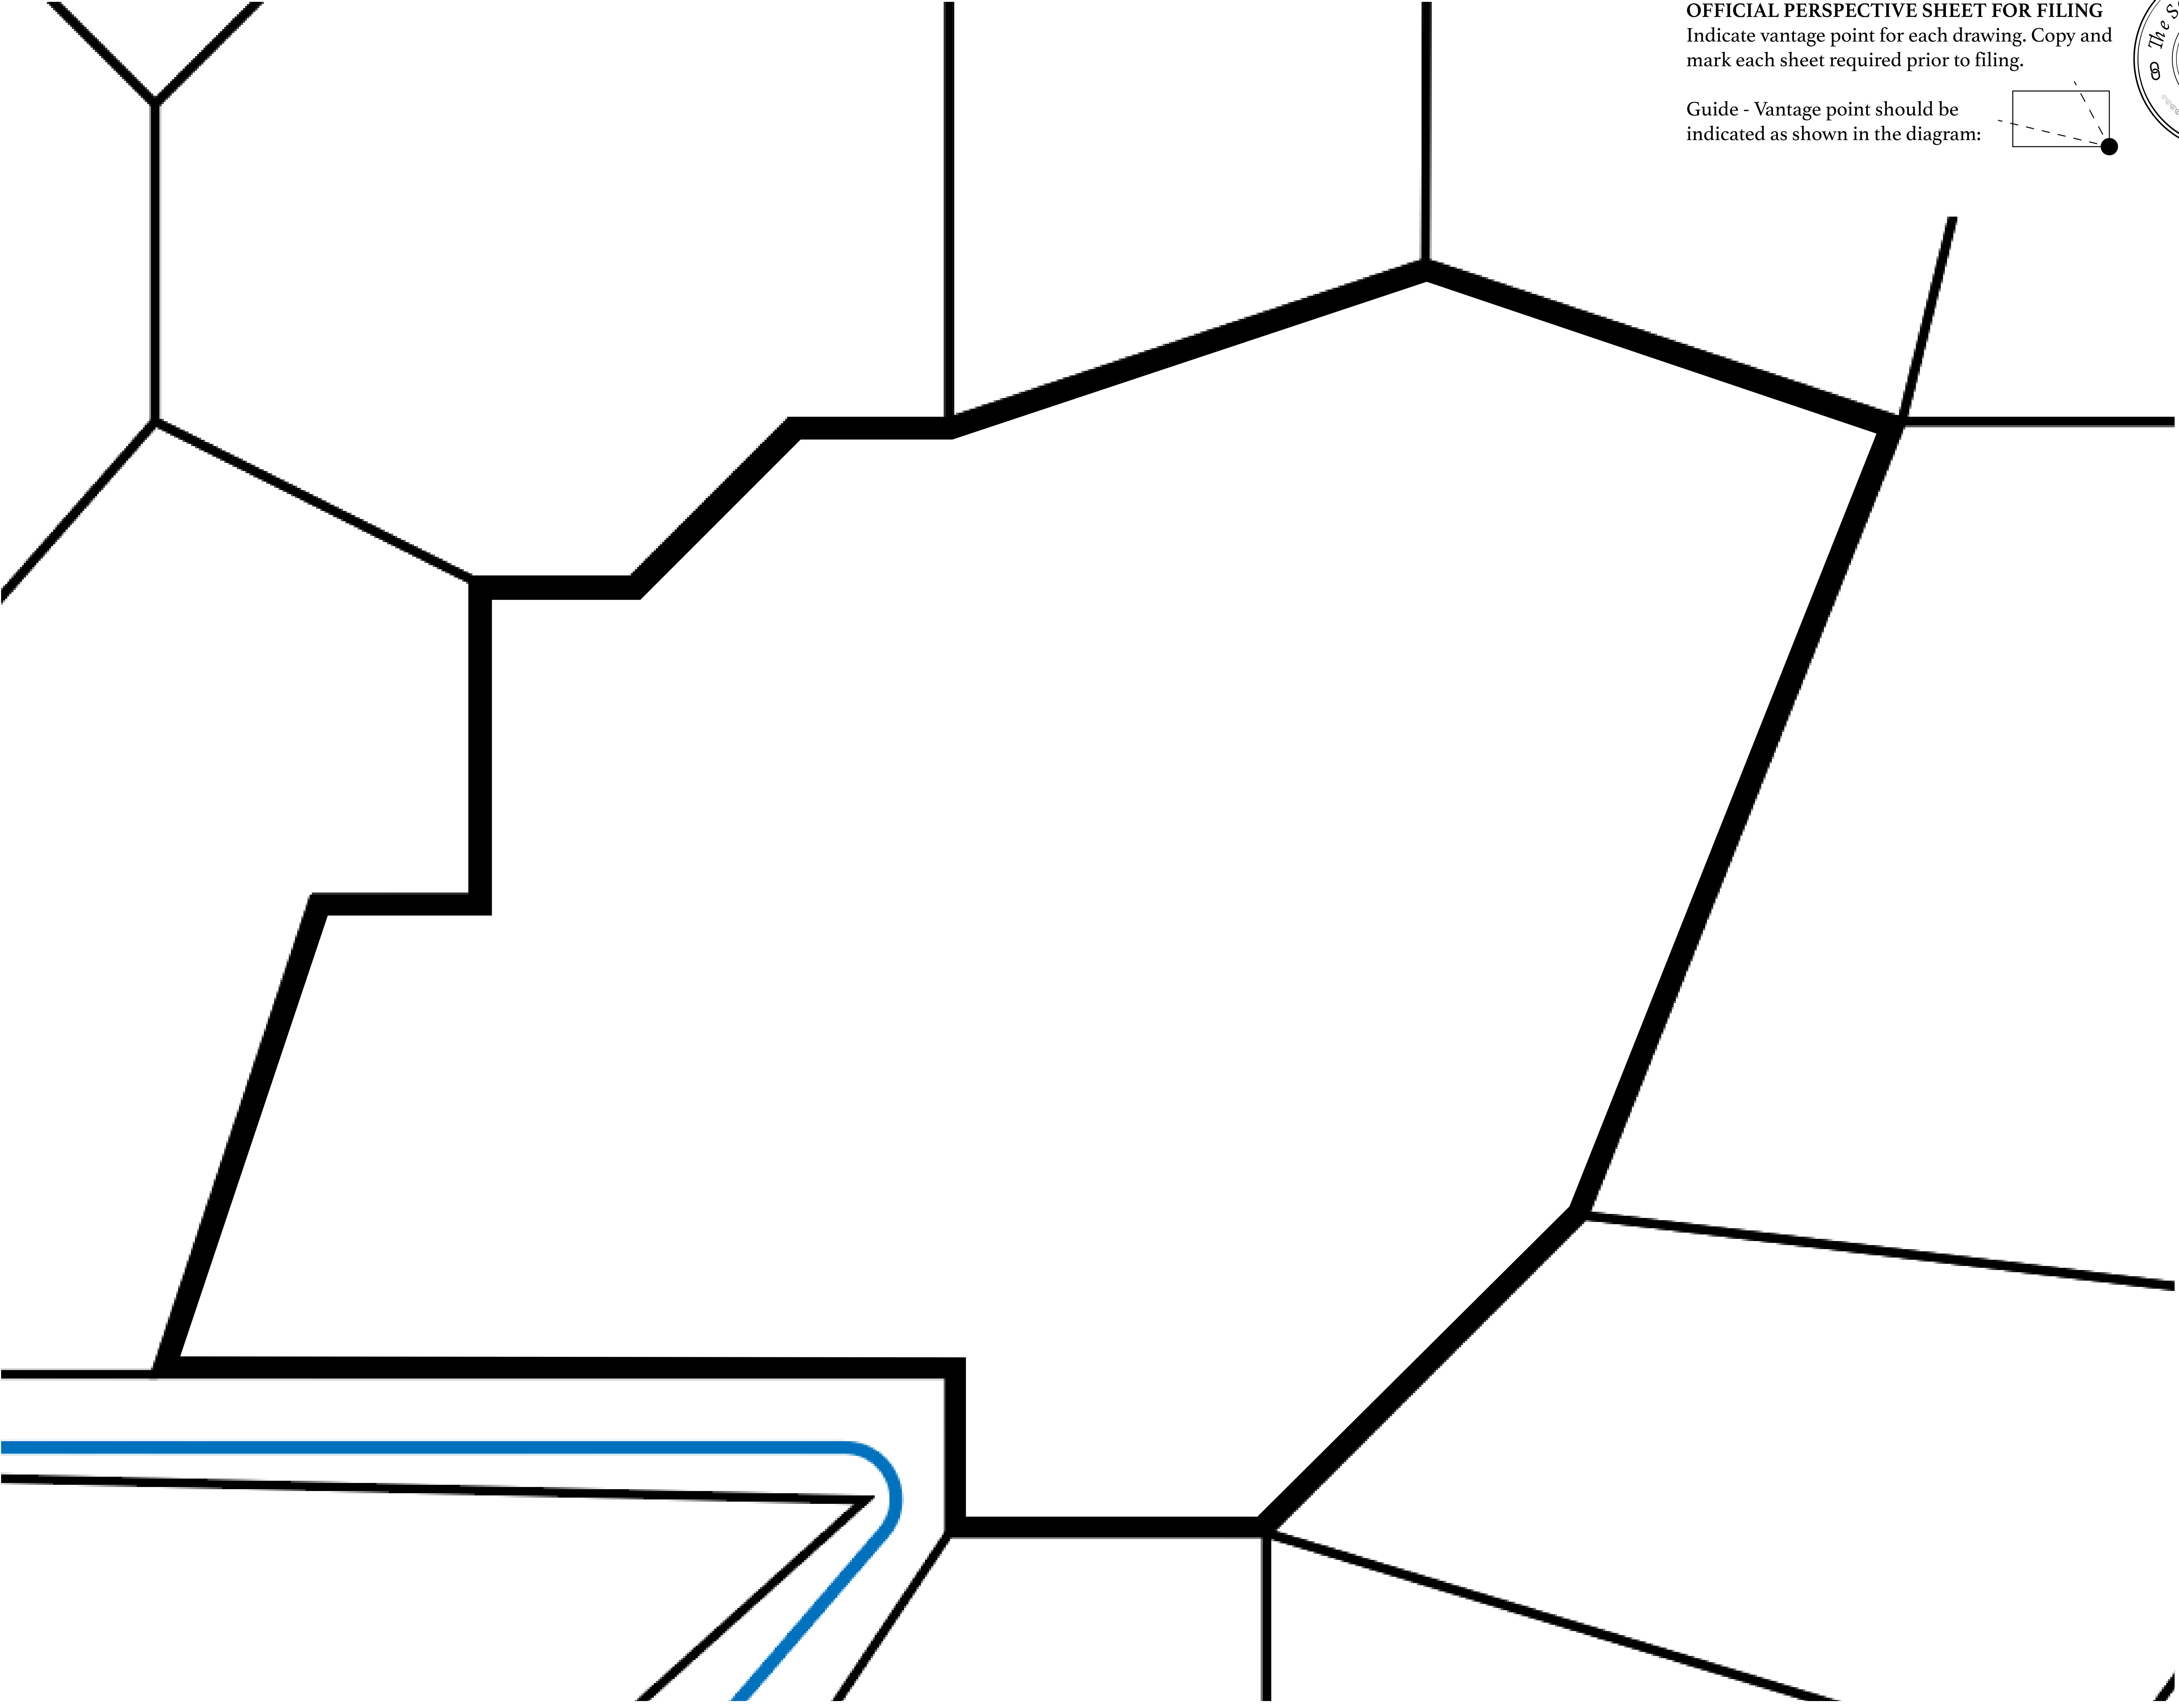 OFFICIAL PERSPECTIVE SHEET FOR FILING
Indicate vantage point for each drawing. Copy and
mark each sheet required prior to filing.
Guide - Vantage point should be
indicated as shown in the diagram:
The